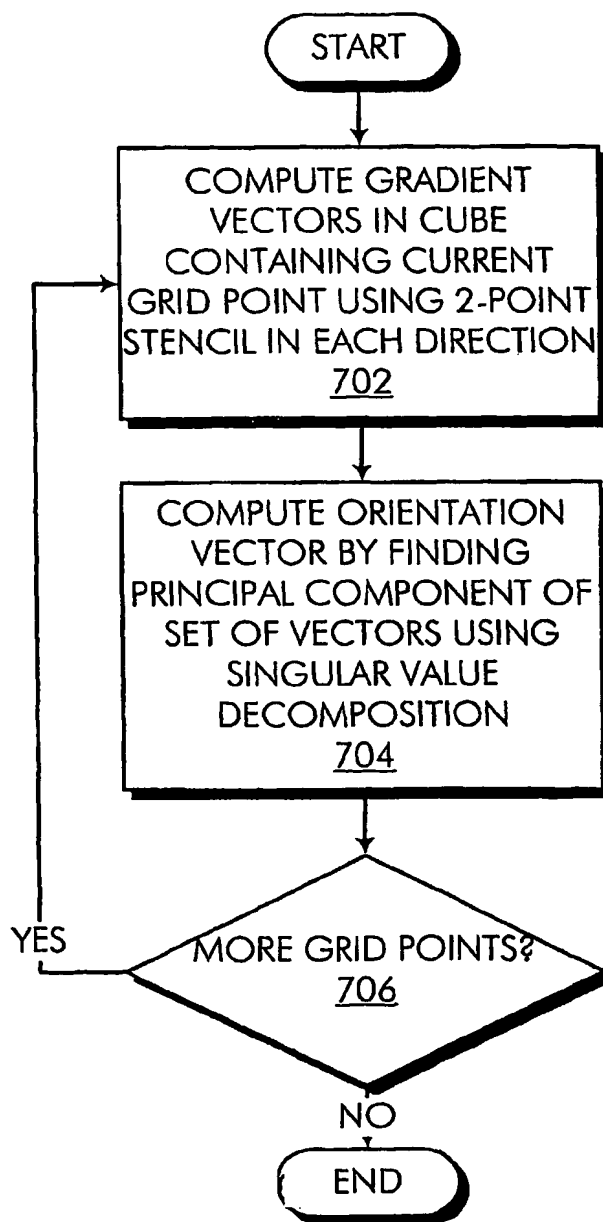 START
COMPUTE GRADIENT
VECTORS IN CUBE
CONTAINING CURRENT
GRID POINT USING 2-POINT
STENCIL IN EACH DIRECTION
702
COMPUTE ORIENTATION
VECTOR BY FINDING
PRINCIPAL COMPONENT OF
SET OF VECTORS USING
SINGULAR VALUE
DECOMPOSITION
704
YES
MORE GRID POINTS?
706
NO
END